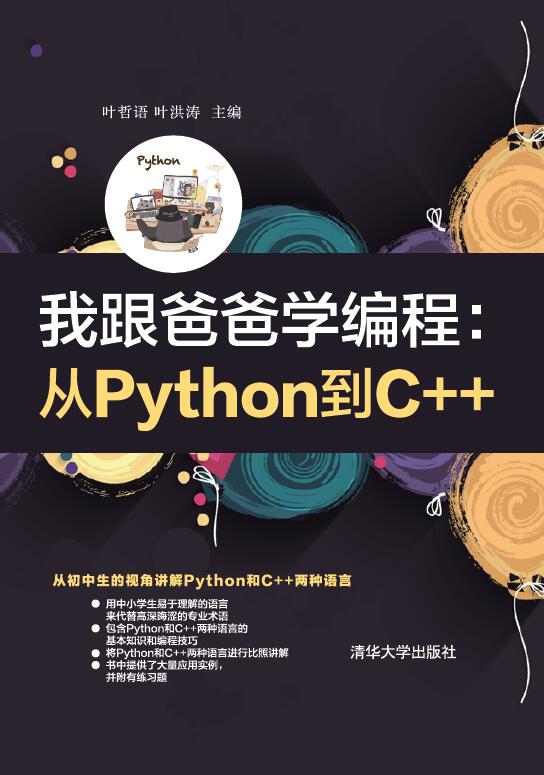 叶哲语 叶洪涛 主编
Python
我跟爸爸学编程：
从Python到C++
从初中生的视角讲解Python和C++两种语言
● 用中小学生易于理解的语言
来代替高深晦涩的专业术语
● 包含Python和C++两种语言的
基本知识和编程技巧
● 将Python和C++两种语言进行比照讲解
● 书中提供了大量应用实例，
并附有练习题
清华大学出版社